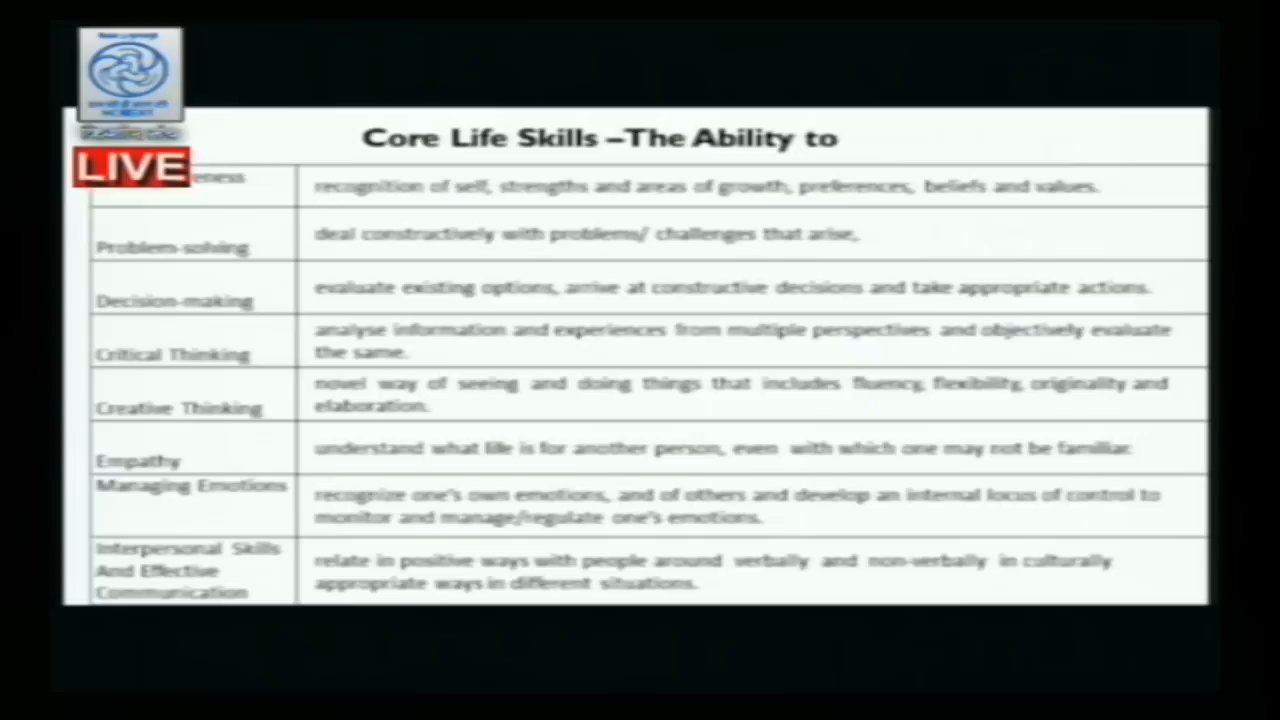 LIVE
Core Life Skills –The Ability to
recognition of self, strengths and areas of growth, preferences, beliefs and values.
Problem-solving
deal constructively with problems/ challenges that arise,
Decision-making
evaluate existing options, arrive at constructive decisions and take appropriate actions.
Critical Thinking
analyse information and experiences from multiple perspectives and objectively evaluate
the same.
Creative Thinking
novel way of seeing and doing things that includes fluency, flexibility, originality and
elaboration.
Empathy
understand what life is for another person, even with which one may not be familiar.
Managing Emotions
recognize one's own emotions, and of others and develop an internal locus of control to
monitor and manage/regulate one's emotions.
Interpersonal Skills
And Effective
Communication
relate in positive ways with people around verbally and non-verbally in culturally
appropriate ways in different situations.